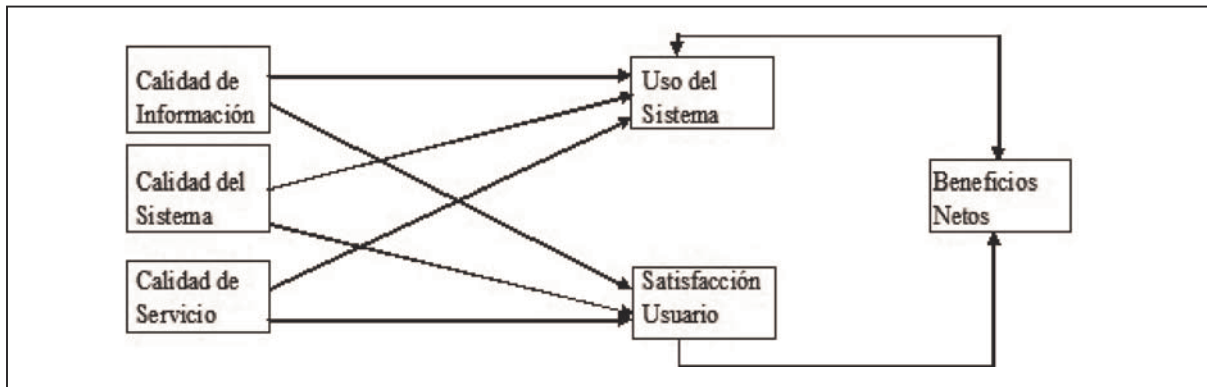 Calidad de
Información
Calidad del
Sistema
Calidad de
Servicio
Uso del
Sistema
Satisfacción
Usuario
Beneficios
Netos